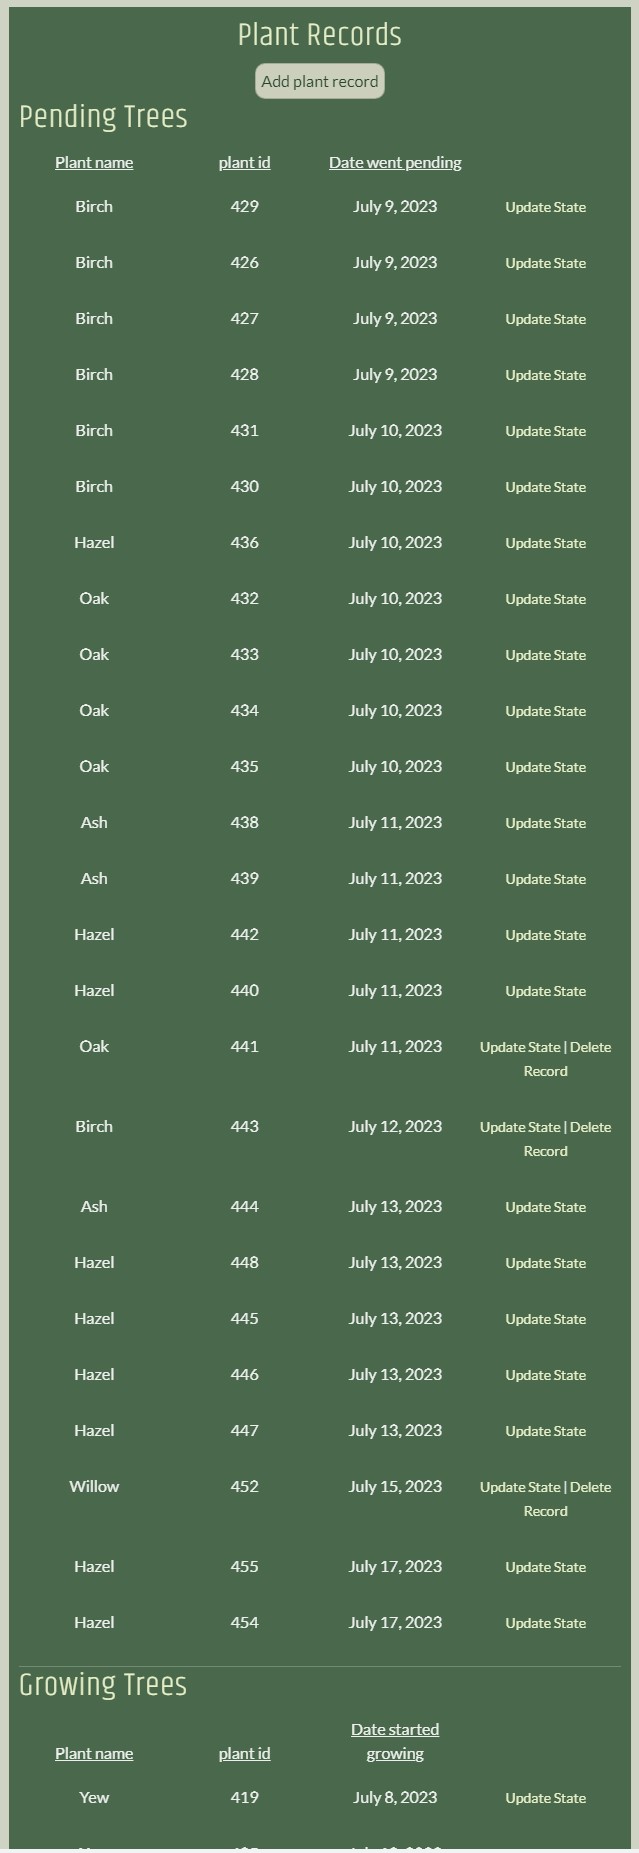 Plant Records
Add plant record
Pending Trees
Plant name plant id Date went pending
Birch 429 July 9, 2023 Update State
Birch 426 July 9, 2023 Update State
Birch 427 July 9, 2023 Update State
Birch 428 July 9, 2023 Update State
Birch 431 July 10, 2023 Update State
Birch 430 July 10, 2023 Update State
Hazel 436 July 10, 2023 Update State
Oak 432 July 10, 2023 Update State
Oak 433 July 10, 2023 Update State
Oak 434 July 10, 2023 Update State
Oak 435 July 10, 2023 Update State
Ash 438 July 11, 2023 Update State
Ash 439 July 11, 2023 Update State
Hazel 442 July 11, 2023 Update State
Hazel 440 July 11, 2023 Update State
Oak 441 July 11, 2023 Update State | Delete
Record
Birch 443 July 12, 2023 Update State | Delete
Record
Ash 444 July 13, 2023 Update State
Hazel 448 July 13, 2023 Update State
Hazel 445 July 13, 2023 Update State
Hazel 446 July 13, 2023 Update State
Hazel 447 July 13, 2023 Update State
Willow 452 July 15, 2023 Update State | Delete
Record
Hazel 455 July 17, 2023 Update State
Hazel 454 July 17, 2023 Update State
Growing Trees
Date started
Plant name plant id growing
Yew 419 July 8, 2023 Update State